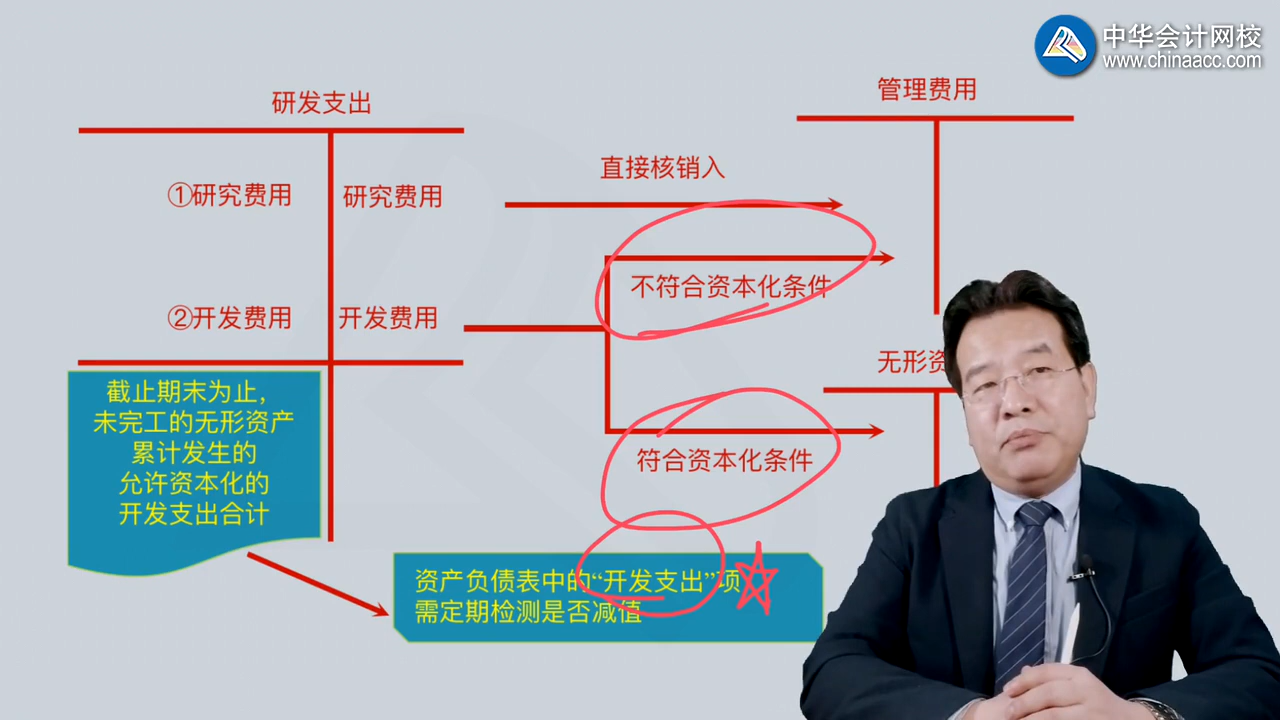 中华会计网校
www.chinaacc.com
研发支出
管理费用
直接核销入
①研究费用
研究费用
不符合资本化条件
②开发费用
开发费用
无形资
截止期末为止，
未完工的无形资产
累计发生的
允许资本化的
开发支出合计
符合资本化条件
资产负债表中的“开发支出”项
需定期检测是否减值